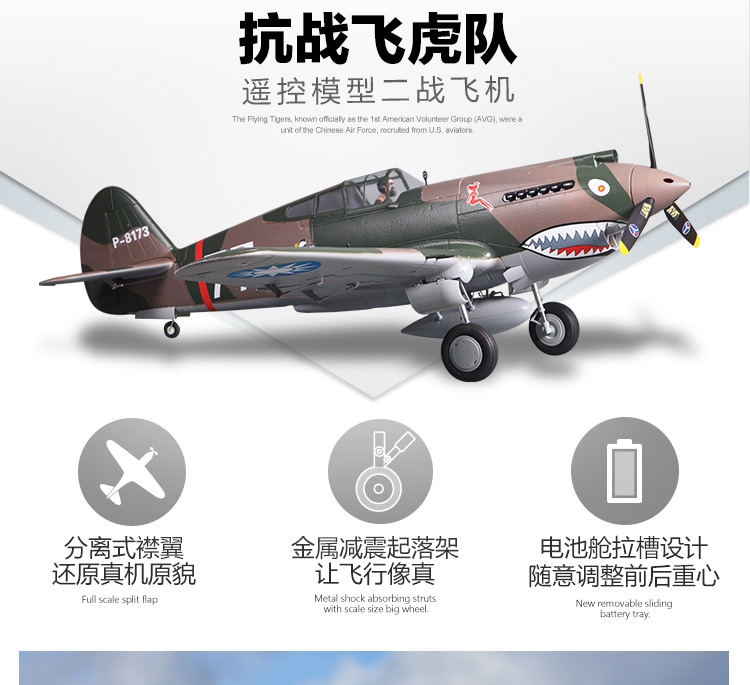 抗战飞虎队
遥控模型二战飞机
The Flying Tigers, known officially as the 1st American Volunteer Group (AVG), were a
unit of the Chinese Air Force, recruited from U.S. aviators.
P-8173
分离式襟翼
还原真机原貌
Full scale split flap
金属减震起落架
让飞行像真
Metal shock absorbing struts
with scale size big wheel.
电池舱拉槽设计
随意调整前后重心
New removable sliding
battery tray.